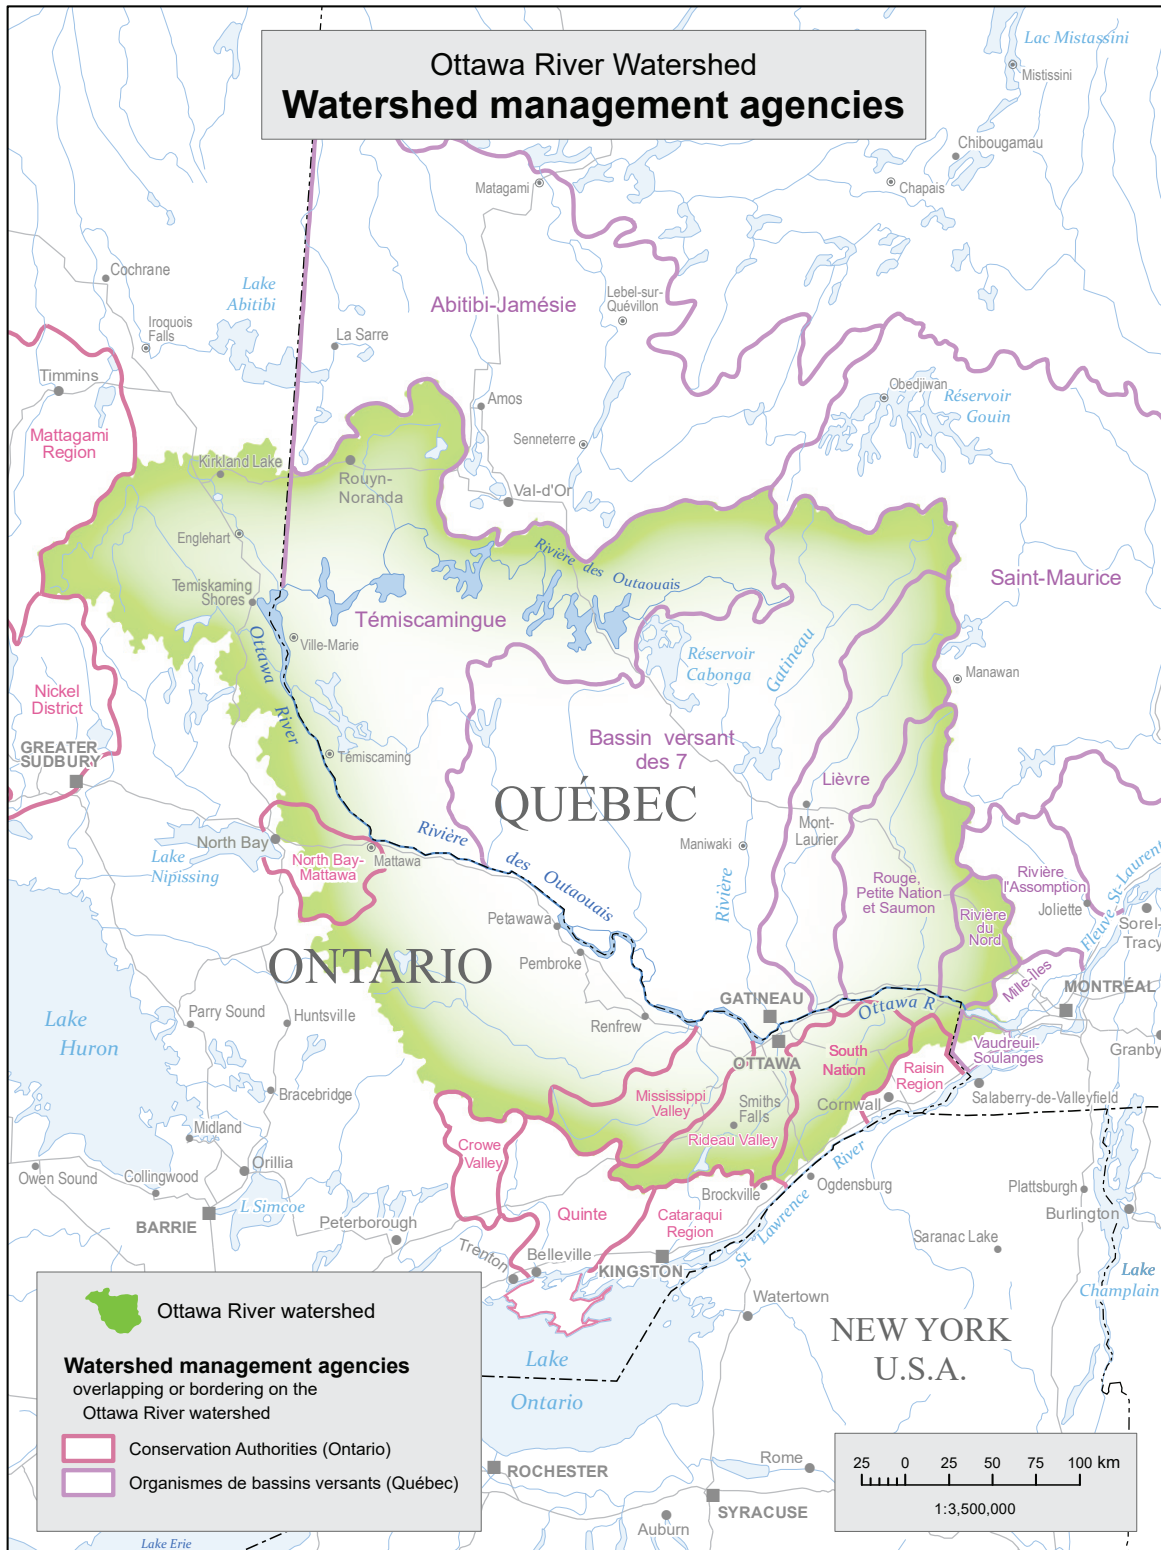 Ottawa River Watershed
Watershed management agencies
Lac Mistassini
Mistissini
Chibougamau
Chapais
Matagami
Cochrane
Lake
Abitibi
Iroquois
Falls
La Sarre
Abitibi-Jamésie
Lebel-sur-
Quévillon
Timmins
Mattagami
Region
Amos
Senneterre
Obedjiwan
Réservoir
Gouin
Kirkland Lake
Rouyn-
Noranda
Val-d'Or
Englehart
Rivière des Outaouais
Temiskaming
Shores
Témiscamingue
Saint-Maurice
Ottawa River
Ville-Marie
Réservoir
Cabonga
Gatineau
Manawan
Nickel
District
GREATER
SUDBURY
Témiscaming
Bassin versant
des 7
Lièvre
QUÉBEC
Mont-
Laurier
North Bay
Lake
Nipissing
North Bay-
Mattawa
Mattawa
Rivière
des
Outaouais
Maniwaki
Rivière
Rouge,
Petite Nation
et Saumon
Rivière
l'Assomption
Joliette
Fleuve St-Laurent
Sorel-
Tracy
Rivière
du
Nord
Petawawa
Pembroke
ONTARIO
Mille-Îles
MONTRÉAL
GATINEAU
Ottawa R
Lake
Huron
Parry Sound
Huntsville
Renfrew
OTTAWA
South
Nation
Raisin
Region
Vaudreuil-
Soulanges
Granby
Bracebridge
Mississippi
Valley
Smiths
Falls
Cornwall
Salaberry-de-Valleyfield
Midland
Crowe
Valley
Rideau Valley
Owen Sound
Collingwood
Orillia
Brockville
River
Ogdensburg
Plattsburgh
BARRIE
L Simcoe
Peterborough
Quinte
Cataraqui
Region
St Lawrence
Burlington
Saranac Lake
Trenton
Belleville
KINGSTON
Lake
Champlain
Watertown
NEW YORK
U.S.A.
Lake
Ontario
Ottawa River watershed
Watershed management agencies
overlapping or bordering on the
Ottawa River watershed
Conservation Authorities (Ontario)
Organismes de bassins versants (Québec)
Lake Erie
ROCHESTER
Rome
SYRACUSE
Auburn
25 0 25 50 75 100 km
1:3,500,000